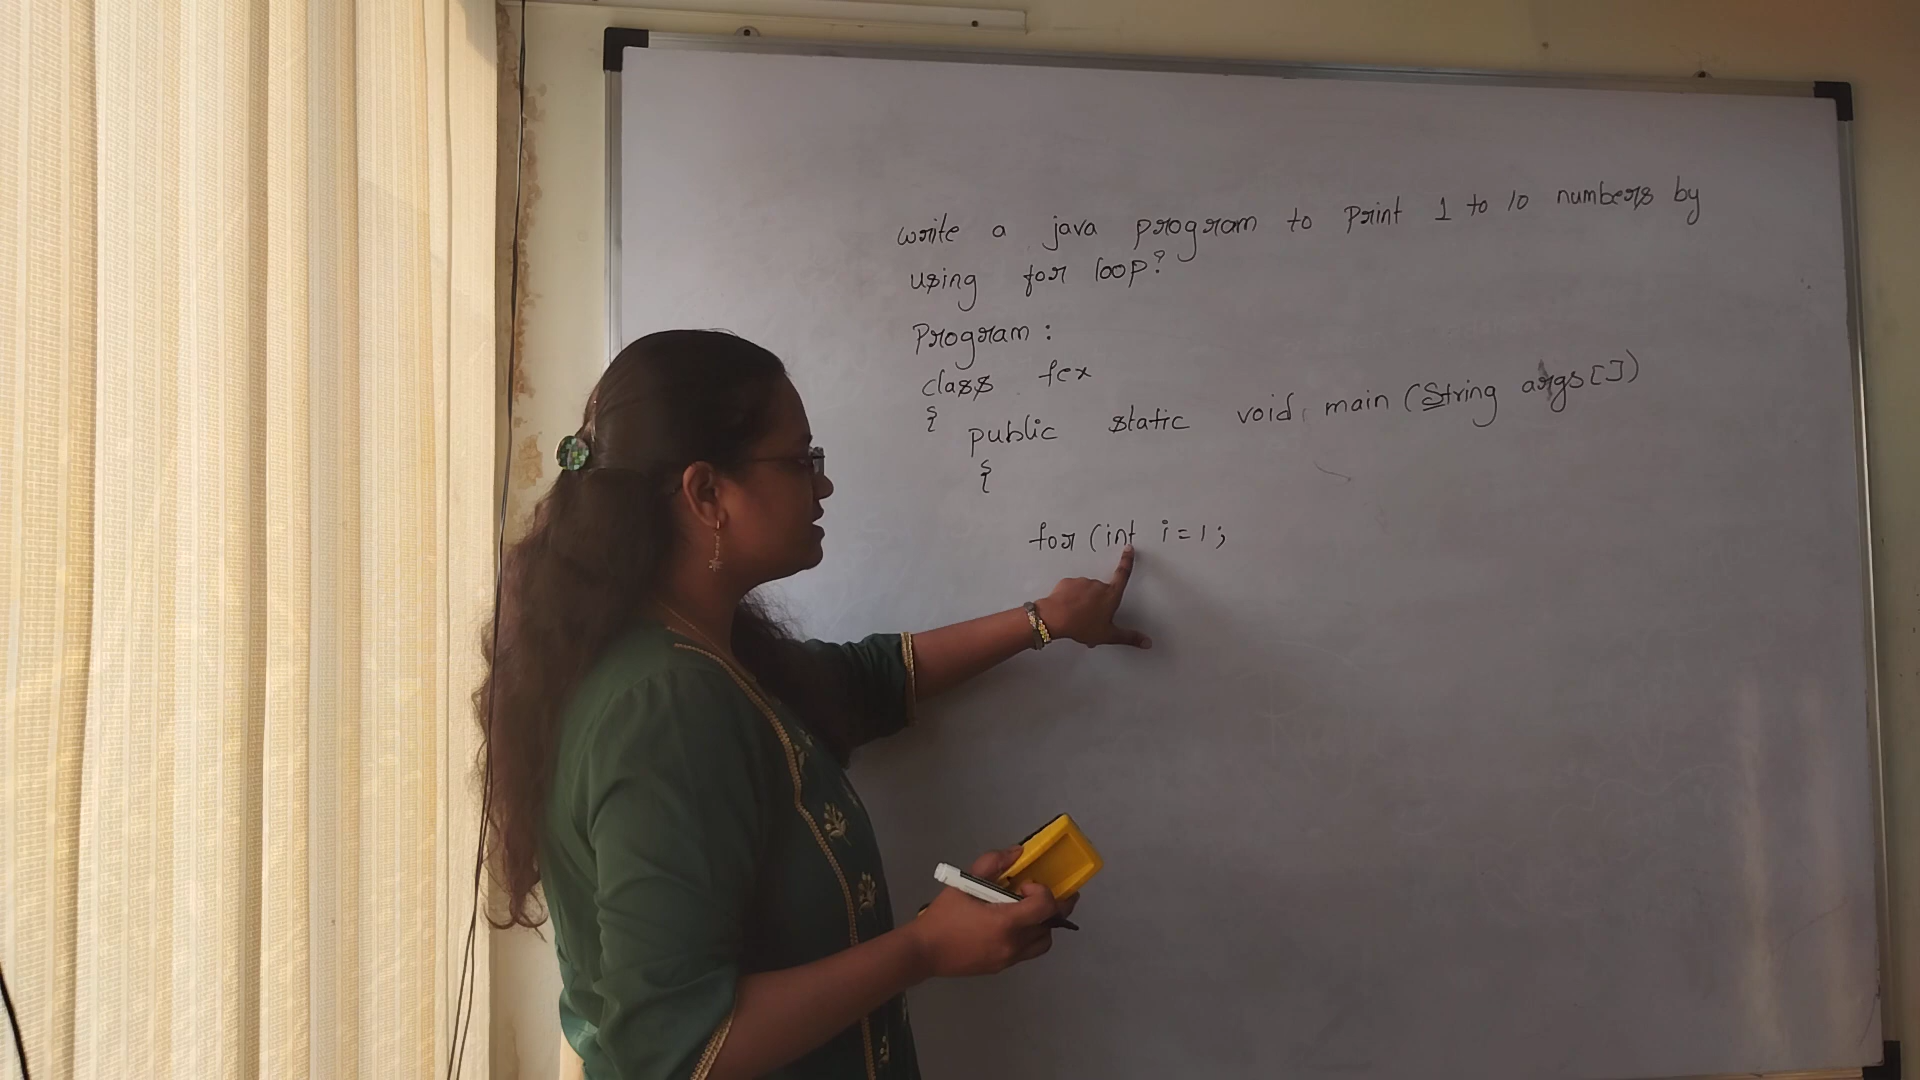 write a java program to print 1 to 10 numbers by
using for loop?
Program :
class fex
{
public static void main (String args[])
{
for (int i=1;